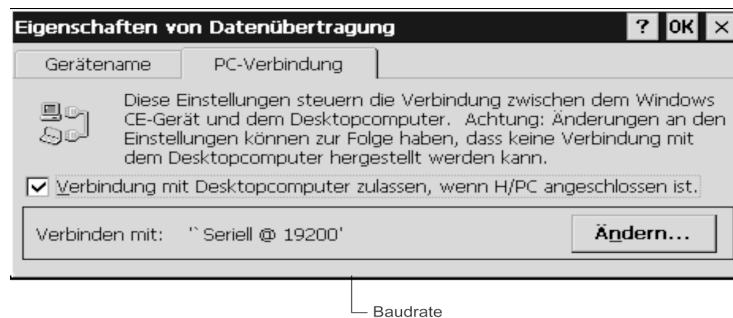 Eigenschaften von Datenübertragung ? OK ×
Gerätename PC-Verbindung
Diese Einstellungen steuern die Verbindung zwischen dem Windows
CE-Gerät und dem Desktopcomputer. Achtung: Änderungen an den
Einstellungen können zur Folge haben, dass keine Verbindung mit
dem Desktopcomputer hergestellt werden kann.
Verbindung mit Desktopcomputer zulassen, wenn H/PC angeschlossen ist.
Verbinden mit: '`Seriell @ 19200' Ändern...
Baudrate